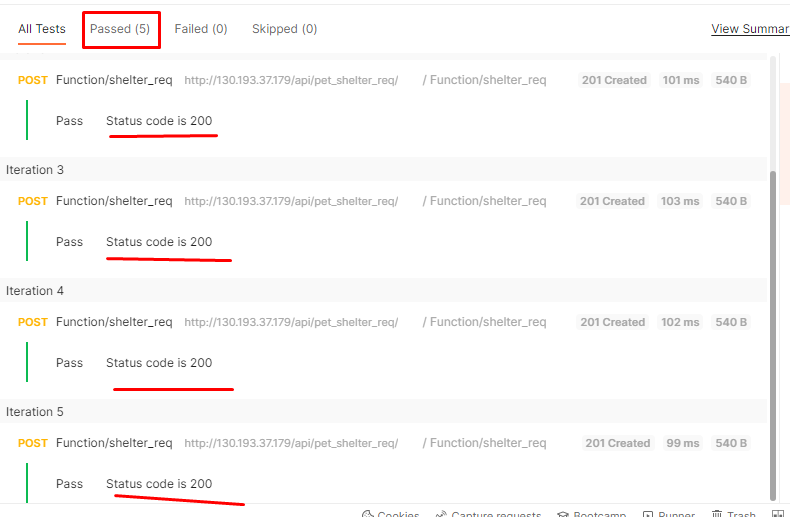 All Tests Passed (5) Failed (0) Skipped (0) View Summar
POST Function/shelter_req http://130.193.37.179/api/pet_shelter_req/ / Function/shelter_req 201 Created 101 ms 540 B
Pass Status code is 200
Iteration 3
POST Function/shelter_req http://130.193.37.179/api/pet_shelter_req/ / Function/shelter_req 201 Created 103 ms 540 B
Pass Status code is 200
Iteration 4
POST Function/shelter_req http://130.193.37.179/api/pet_shelter_req/ / Function/shelter_req 201 Created 102 ms 540 B
Pass Status code is 200
Iteration 5
POST Function/shelter_req http://130.193.37.179/api/pet_shelter_req/ / Function/shelter_req 201 Created 99 ms 540 B
Pass Status code is 200
Cookies Capture requests Bootcamp Runner Trash